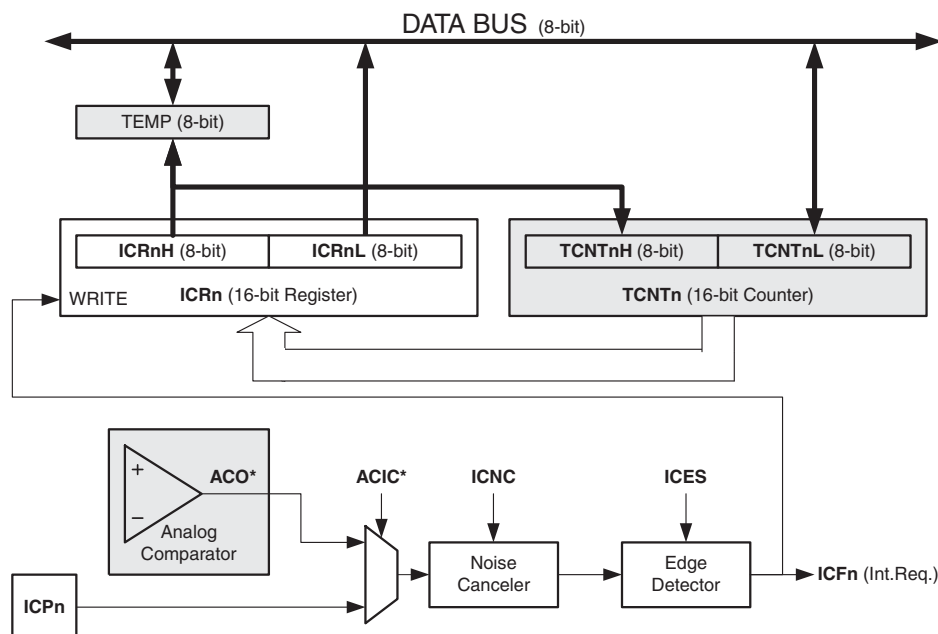 DATA BUS (8-bit)
TEMP (8-bit)
ICRnH (8-bit)
ICRnL (8-bit)
TCNTnH (8-bit)
TCNTnL (8-bit)
WRITE
ICRn (16-bit Register)
TCNTn (16-bit Counter)
+
−
ACO*
Analog
Comparator
ACIC*
ICNC
ICES
Noise
Canceler
Edge
Detector
ICFn (Int.Req.)
ICPn